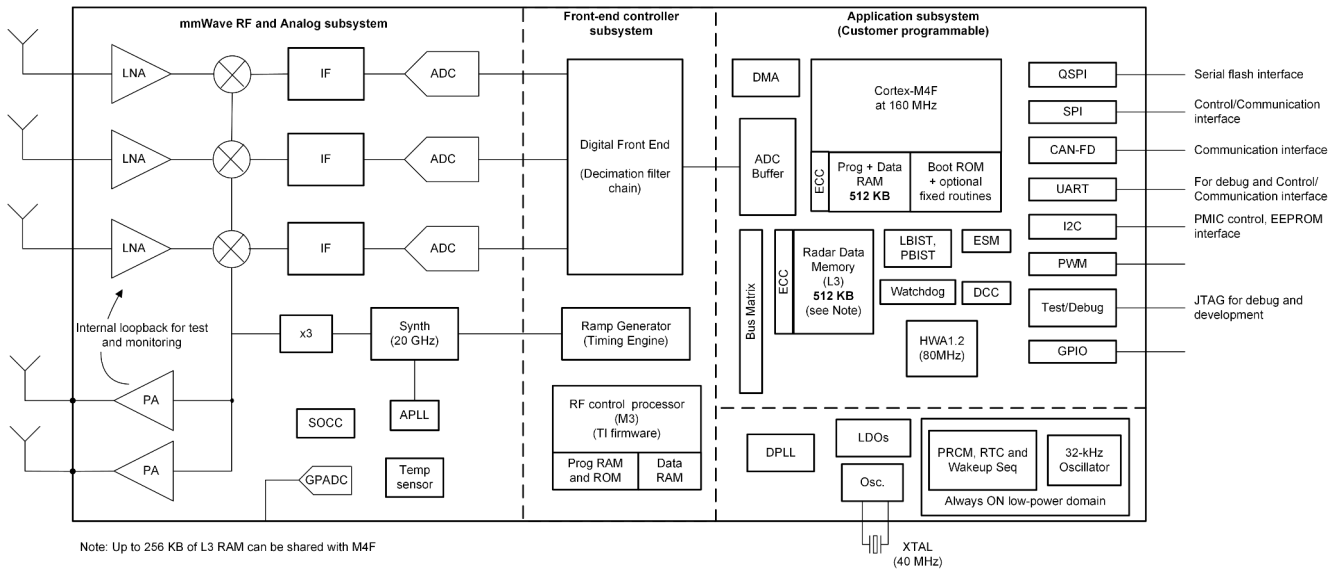 mmWave RF and Analog subsystem
Front-end controller
subsystem
Application subsystem
(Customer programmable)
LNA
IF
ADC
LNA
IF
ADC
LNA
IF
ADC
Digital Front End
(Decimation filter
chain)
DMA
Cortex-M4F
at 160 MHz
ADC
Buffer
ECC
Prog + Data
RAM
512 KB
Boot ROM
+ optional
fixed routines
Bus Matrix
ECC
Radar Data
Memory
(L3)
512 KB
(see Note)
LBIST,
PBIST
ESM
Watchdog
DCC
HWA1.2
(80MHz)
QSPI
Serial flash interface
SPI
Control/Communication
interface
CAN-FD
Communication interface
UART
For debug and Control/
Communication interface
I2C
PMIC control, EEPROM
interface
PWM
Test/Debug
JTAG for debug and
development
GPIO
Internal loopback for test
and monitoring
x3
Synth
(20 GHz)
Ramp Generator
(Timing Engine)
PA
PA
SOCC
APLL
GPADC
Temp
sensor
RF control processor
(M3)
(TI firmware)
Prog RAM
and ROM
Data
RAM
DPLL
LDOs
Osc.
PRCM, RTC and
Wakeup Seq
32-kHz
Oscillator
Always ON low-power domain
XTAL
(40 MHz)
Note: Up to 256 KB of L3 RAM can be shared with M4F